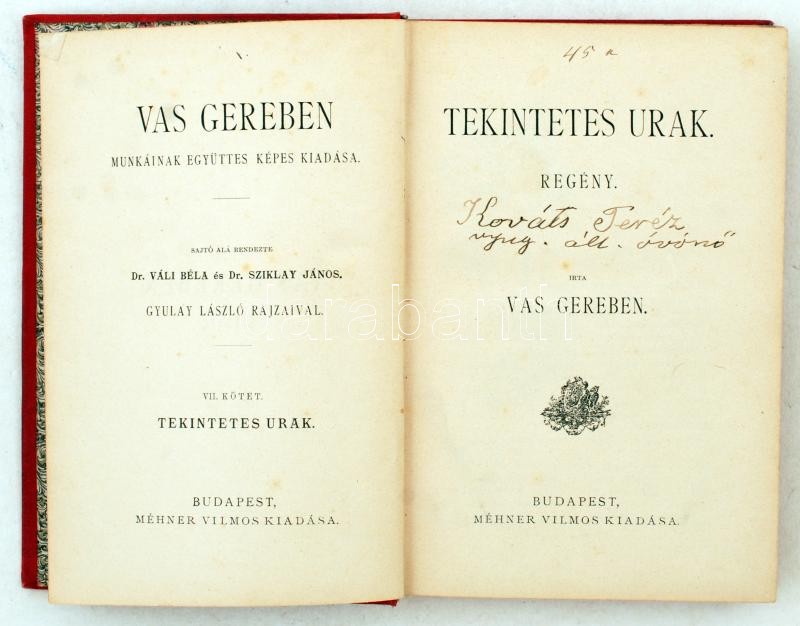 VAS GEREBEN
MUNKÁINAK EGYÜTTES KÉPES KIADÁSA.
SAJTÓ ALÁ RENDEZTE
Dr. VÁLI BÉLA és Dr. SZIKLAY JÁNOS.
GYULAY LÁSZLÓ RAJZAIVAL.
VII. KÖTET.
TEKINTETES URAK.
BUDAPEST,
MÉHNER VILMOS KIADÁSA.
45
TEKINTETES URAK.
REGÉNY.
Kováts Teréz
nyug. áll. óvónő
IRTA
VAS GEREBEN.
BUDAPEST,
MÉHNER VILMOS KIADÁSA.
darabanth